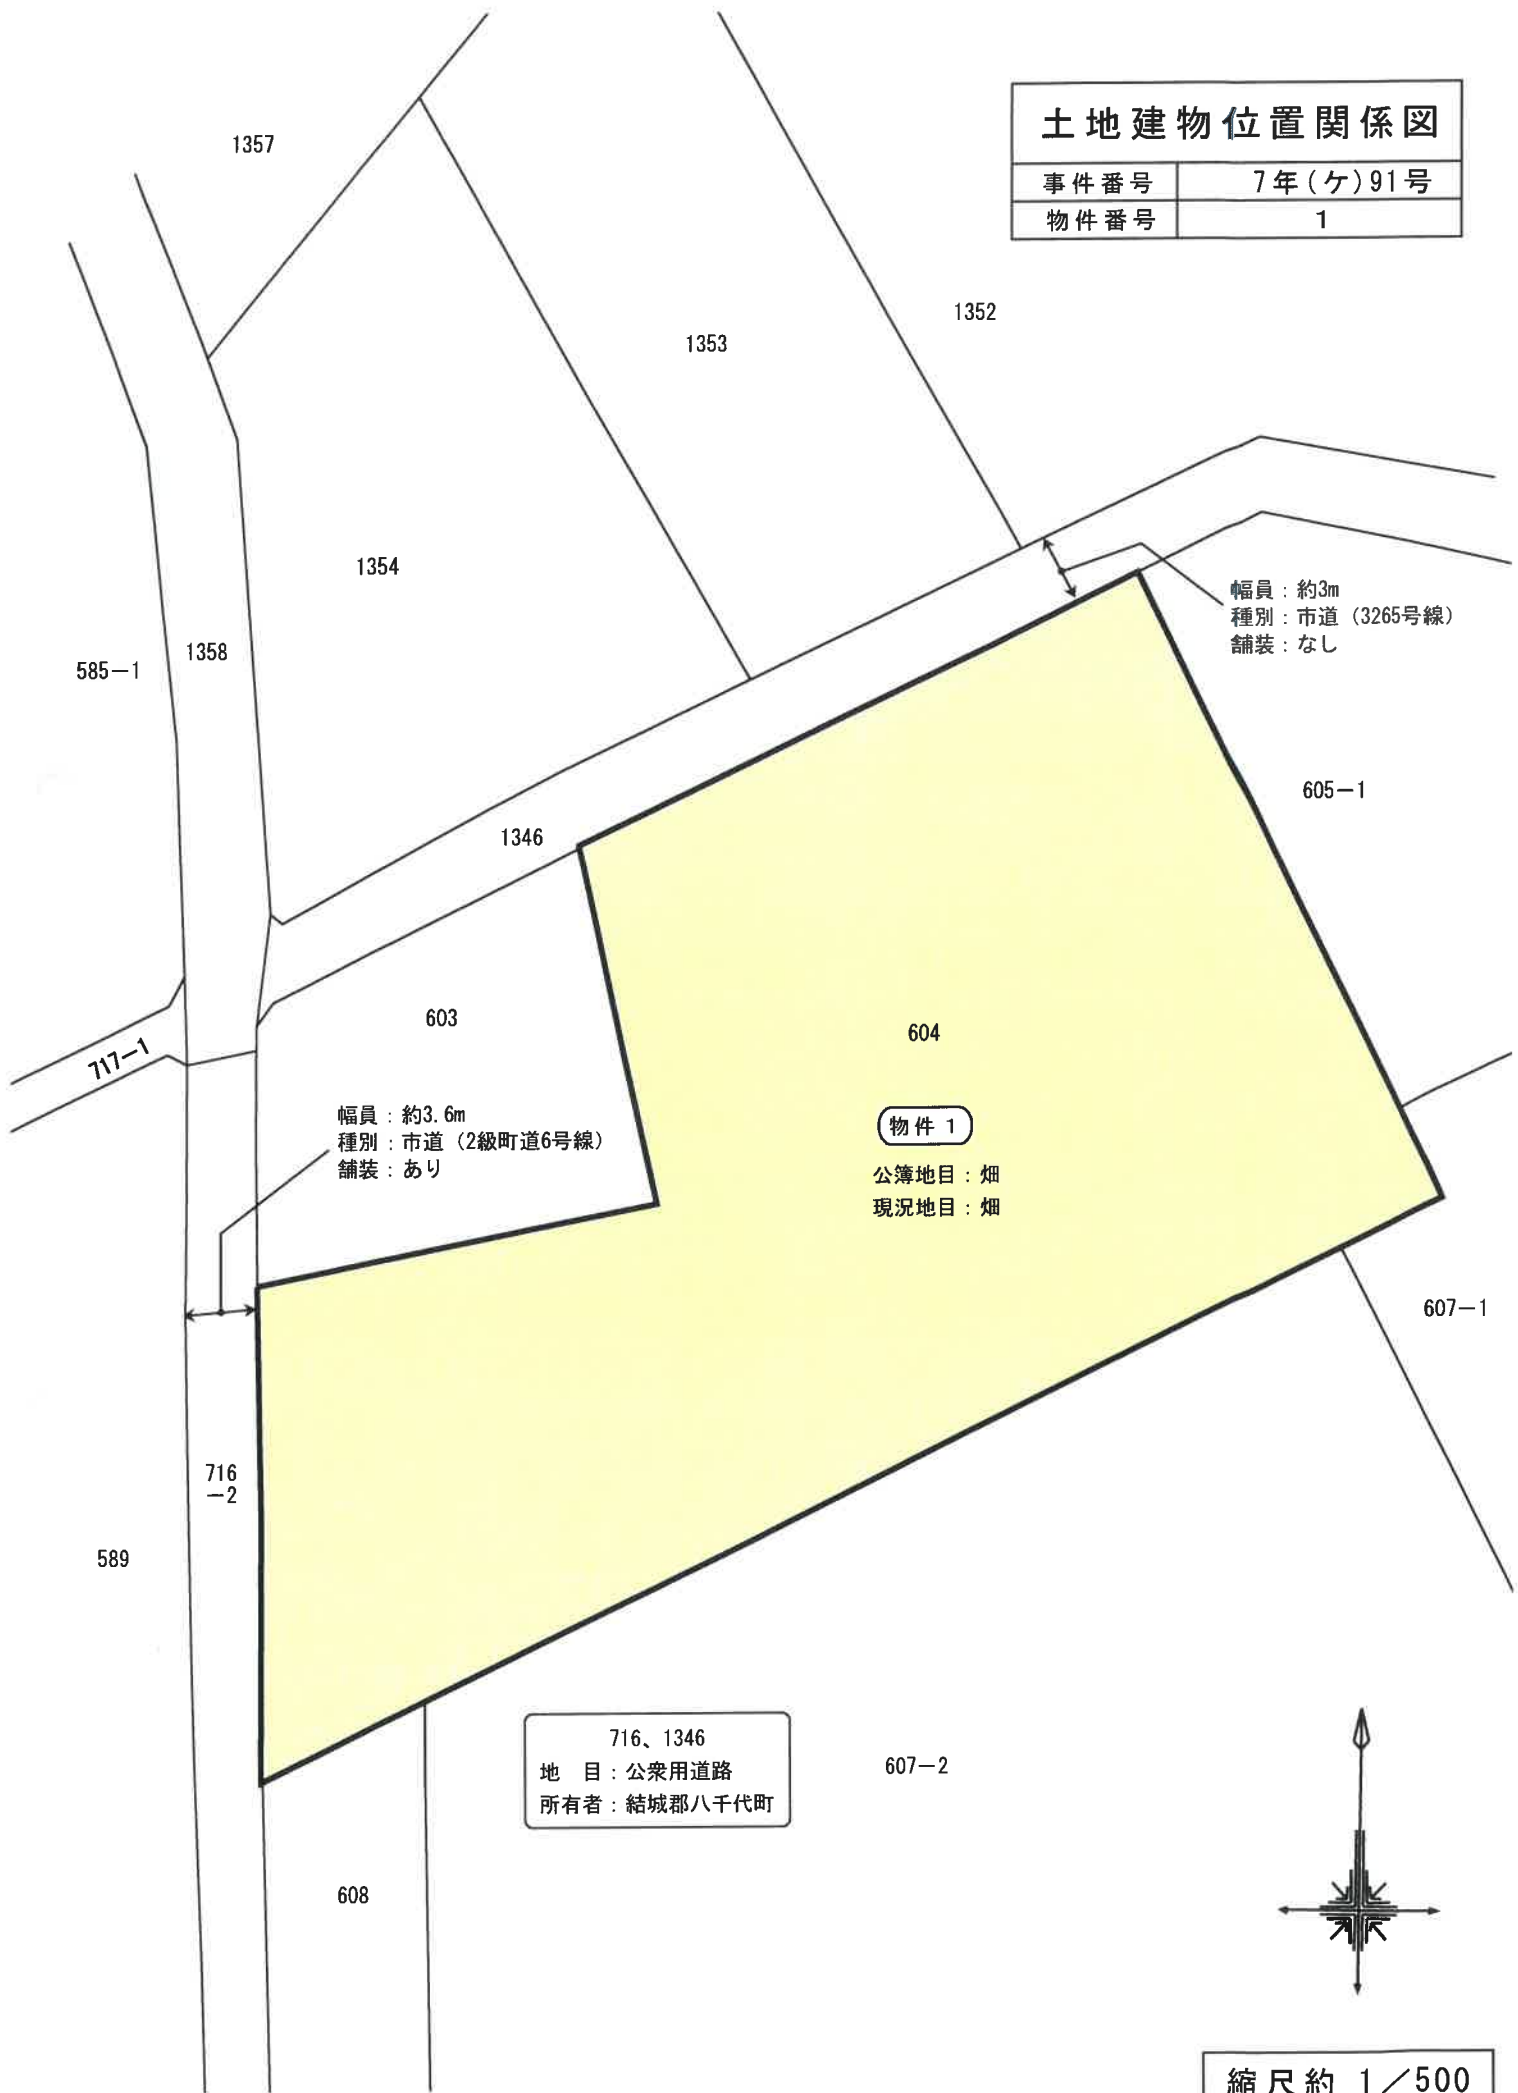 土地建物位置関係図
事件番号 7年(ケ)91号
物件番号 1
1357
1352
1353
1354
幅員：約3m
種別：市道（3265号線）
舗装：なし
1358
585－1
605－1
1346
603
604
717－1
幅員：約3.6m
種別：市道（2級町道6号線）
舗装：あり
物件 1
公簿地目：畑
現況地目：畑
607－1
716
－2
589
716、1346
地　目：公衆用道路
所有者：結城郡八千代町
607－2
608
縮尺約 1／500